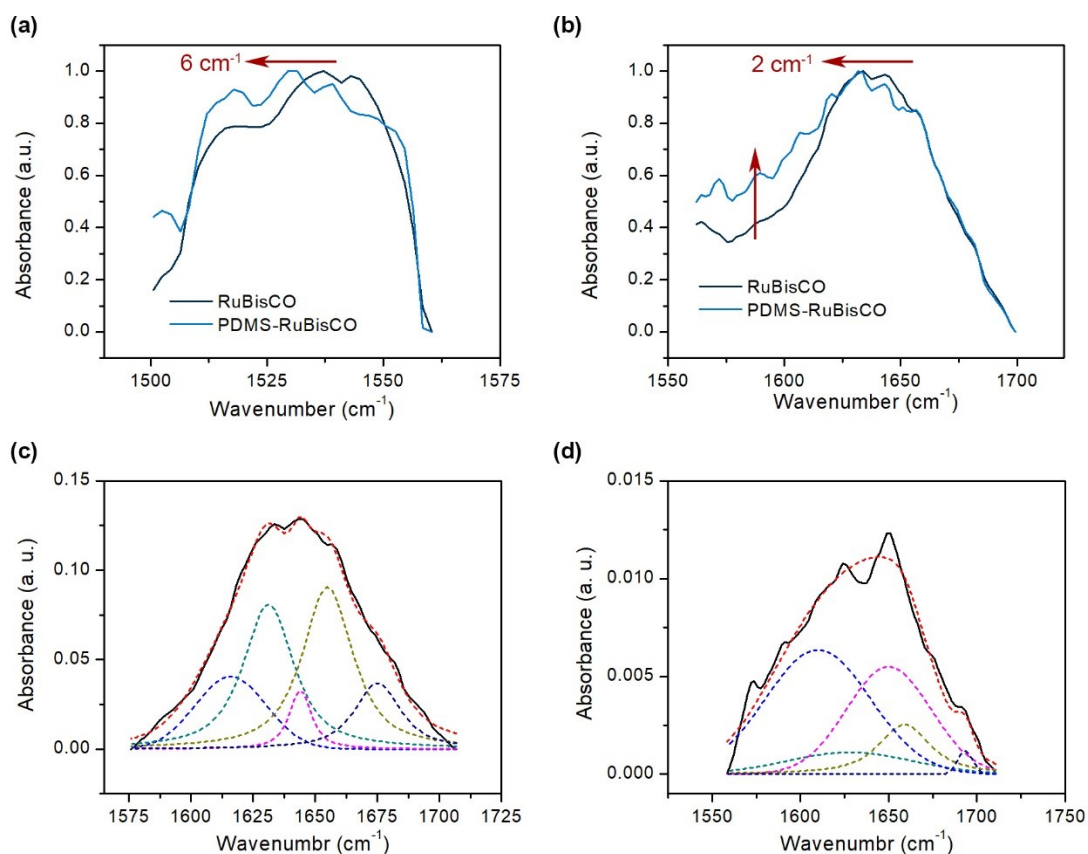 (a)
6 cm⁻¹
1.0
0.8
0.6
0.4
0.2
0.0
Absorbance (a.u.)
RuBisCO
PDMS-RuBisCO
1500 1525 1550 1575
Wavenumber (cm⁻¹)
(b)
2 cm⁻¹
1.0
0.8
0.6
0.4
0.2
0.0
Absorbance (a.u.)
RuBisCO
PDMS-RuBisCO
1550 1600 1650 1700
Wavenumber (cm⁻¹)
(c)
0.15
0.10
0.05
0.00
Absorbance (a. u.)
1575 1600 1625 1650 1675 1700 1725
Wavenumbr (cm⁻¹)
(d)
0.015
0.010
0.005
0.000
Absorbance (a. u.)
1550 1600 1650 1700 1750
Wavenumbr (cm⁻¹)